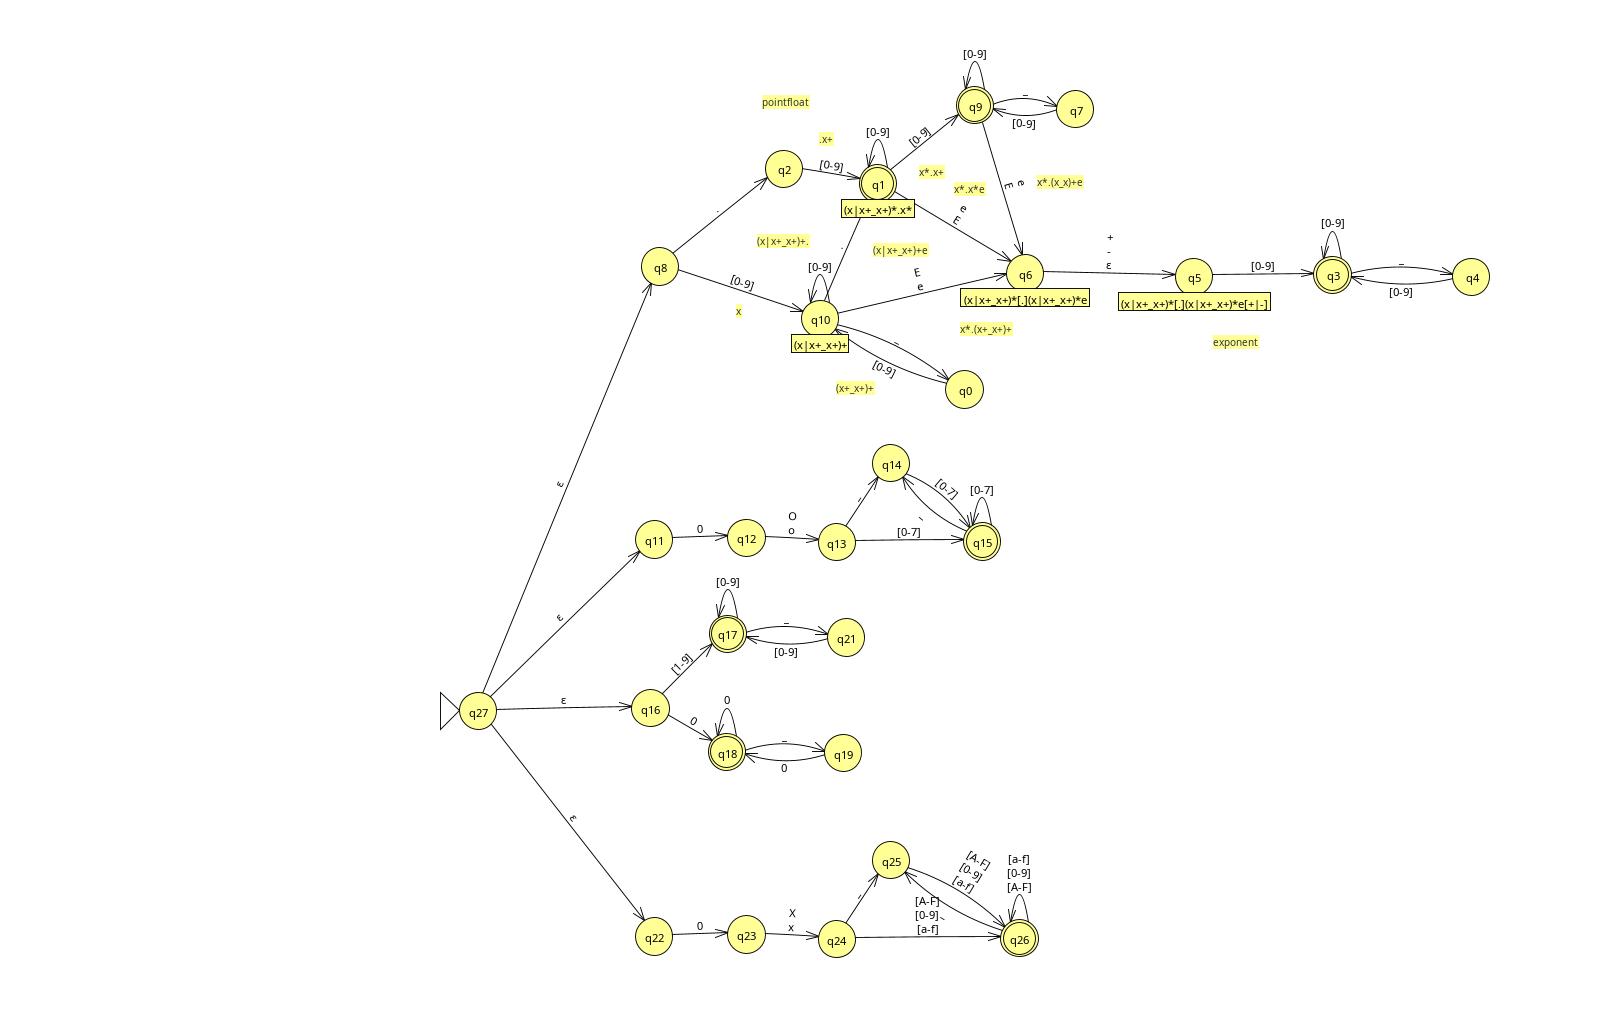 [0-9]
q9
_
[0-9]
q7
pointfloat
.x+
[0-9]
[0-9]
q2
[0-9]
q1
(x|x+_x+)*.x*
x*.x+
x*.x*e
e
E
e
E
x*.(x_x)+e
.
(x|x+_x+)+.
.
(x|x+_x+)+e
q8
[0-9]
x
[0-9]
q10
(x|x+_x+)+
E
e
q6
(x|x+_x+)*[.](x|x+_x+)*e
x*.(x+_x+)+
+
-
ε
q5
(x|x+_x+)*[.](x|x+_x+)*e[+|-]
[0-9]
[0-9]
q3
_
[0-9]
q4
exponent
_
[0-9]
q0
(x+_x+)+
ε
q14
_
[0-7]
_
[0-7]
q11
0
q12
O
o
q13
[0-7]
q15
ε
[0-9]
q17
_
[0-9]
q21
[1-9]
q27
ε
q16
0
0
q18
_
0
q19
ε
q25
_
[A-F]
[0-9]
[a-f]
[a-f]
[0-9]
[A-F]
_
q22
0
q23
X
x
q24
[A-F]
[0-9]
[a-f]
q26